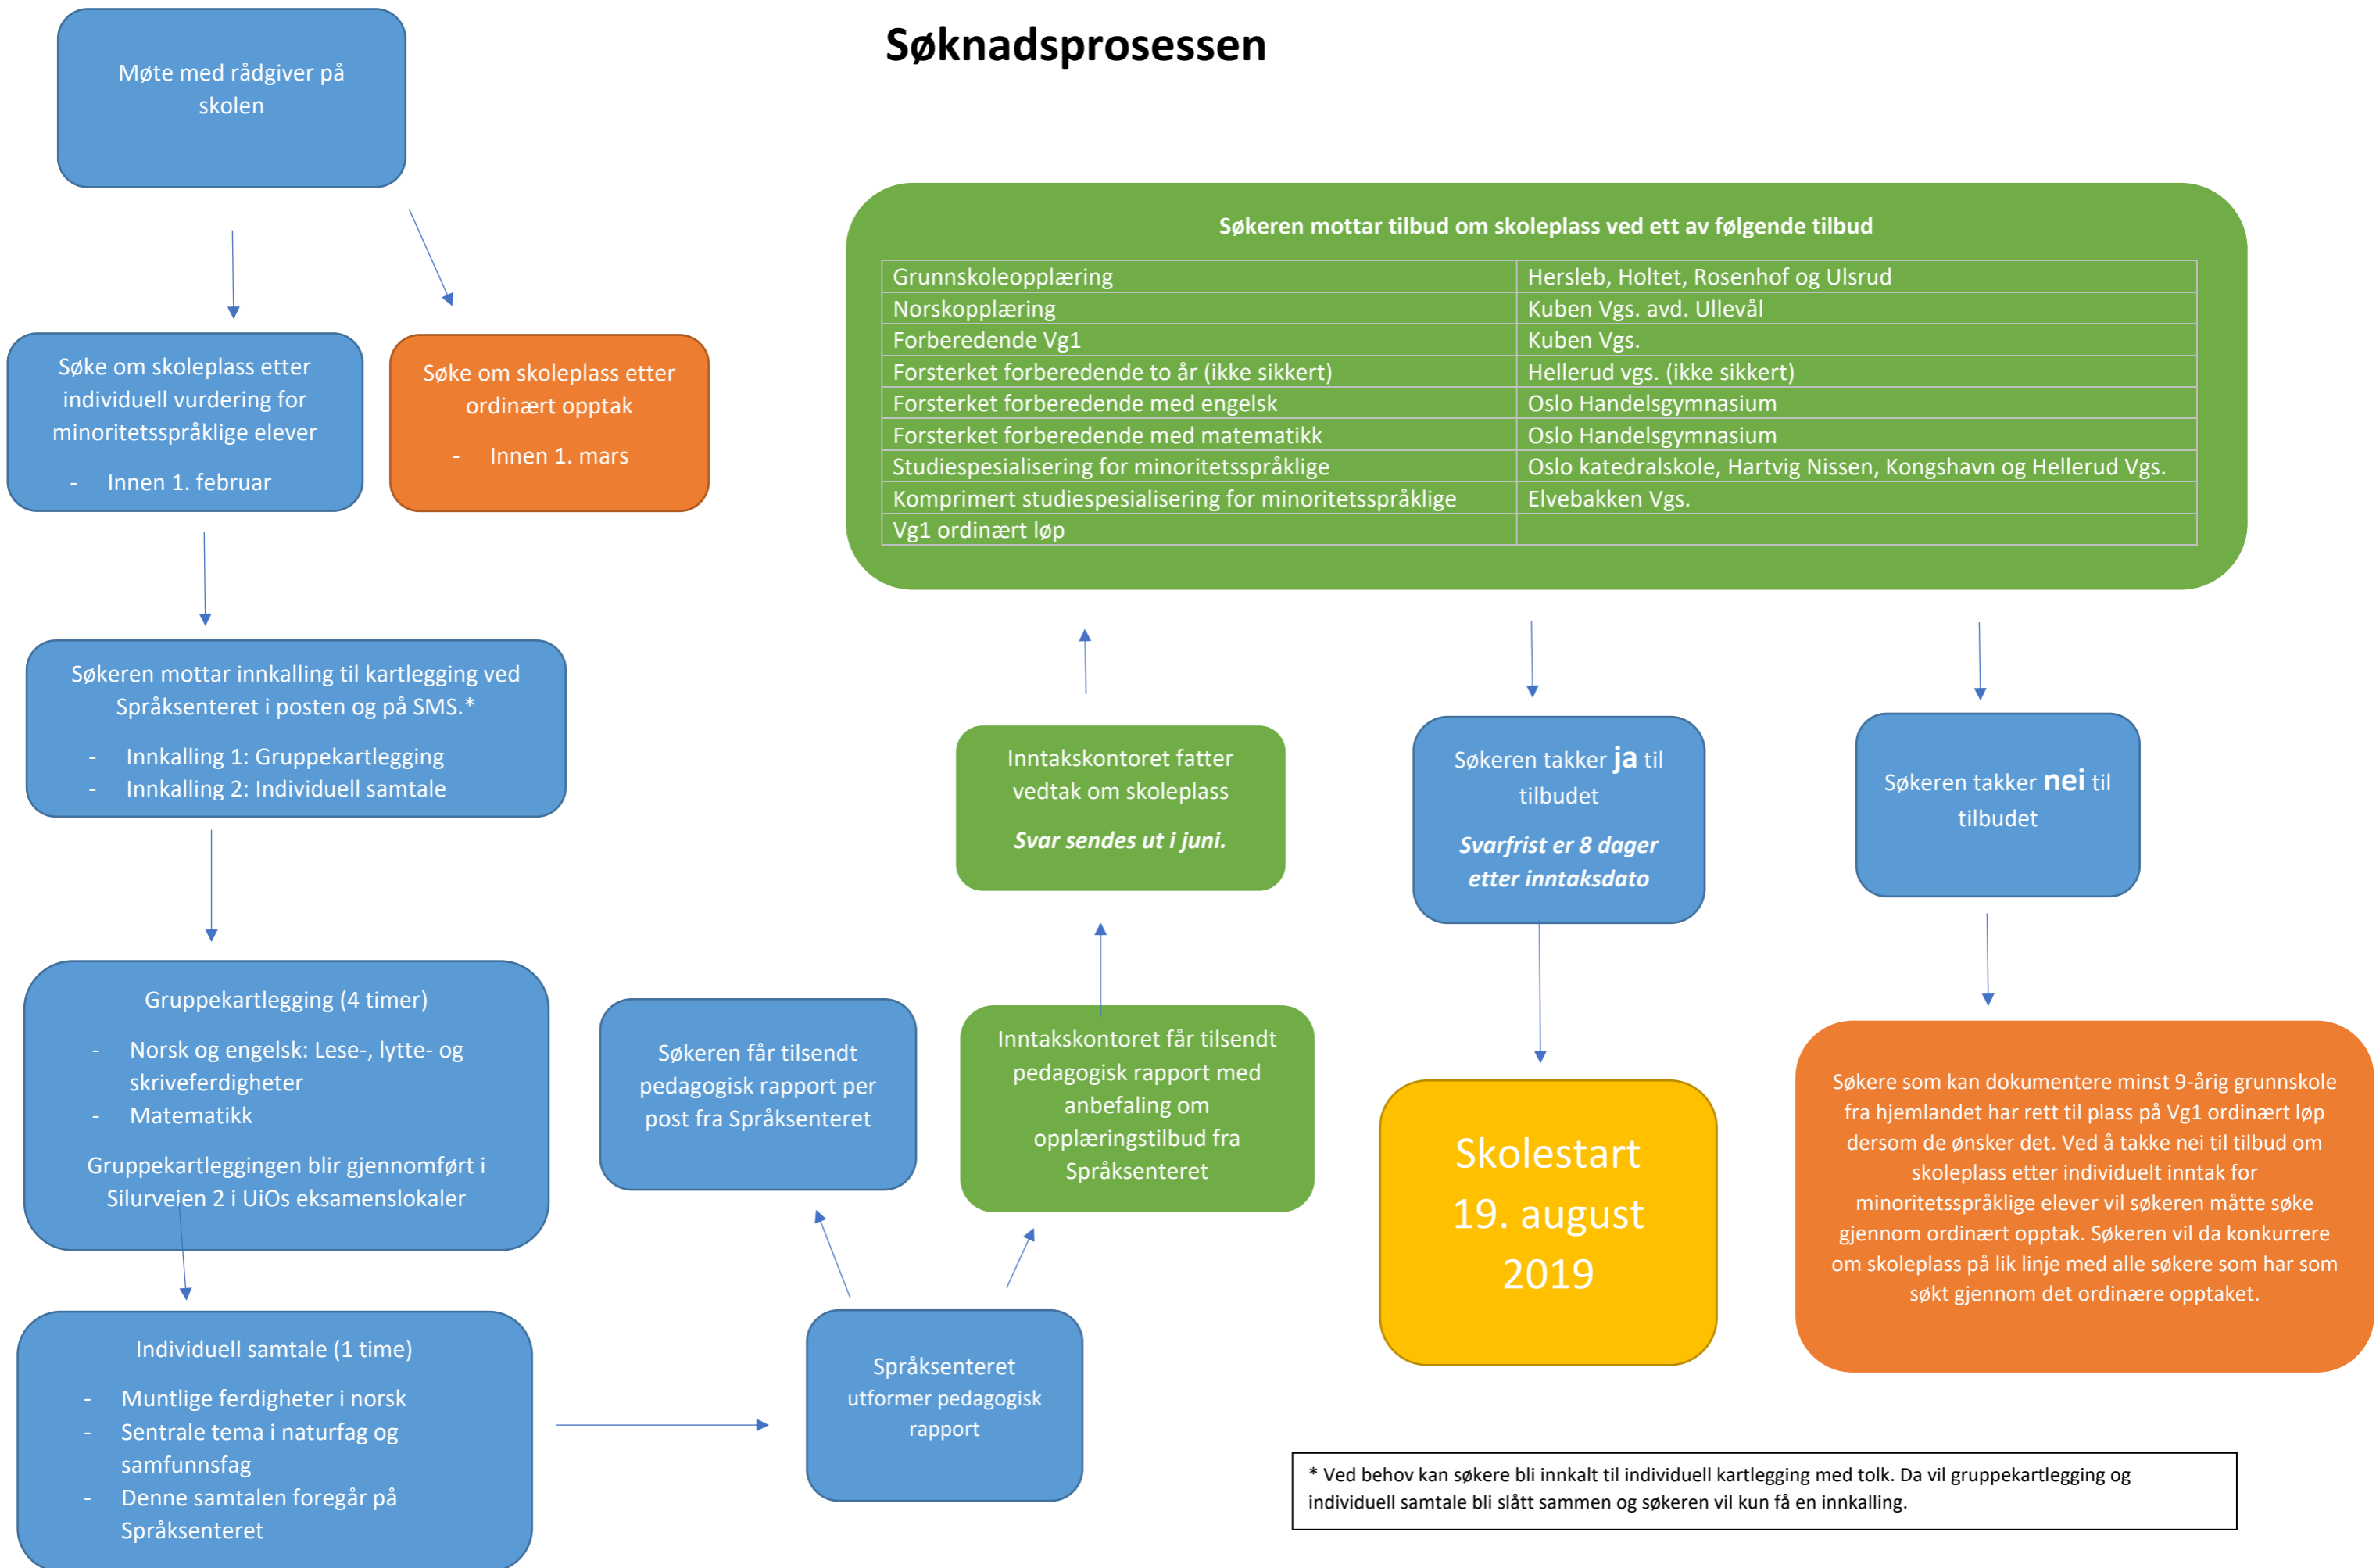 Søknadsprosessen
Møte med rådgiver på
skolen
Søke om skoleplass etter
individuell vurdering for
minoritetsspråklige elever
- Innen 1. februar
Søke om skoleplass etter
ordinært opptak
- Innen 1. mars
Søkeren mottar innkalling til kartlegging ved
Språksenteret i posten og på SMS.*
- Innkalling 1: Gruppekartlegging
- Innkalling 2: Individuell samtale
Gruppekartlegging (4 timer)
- Norsk og engelsk: Lese-, lytte- og
skriveferdigheter
- Matematikk
Gruppekartleggingen blir gjennomført i
Silurveien 2 i UiOs eksamenslokaler
Individuell samtale (1 time)
- Muntlige ferdigheter i norsk
- Sentrale tema i naturfag og
samfunnsfag
- Denne samtalen foregår på
Språksenteret
Språksenteret
utformer pedagogisk
rapport
Søkeren får tilsendt
pedagogisk rapport per
post fra Språksenteret
Inntakskontoret får tilsendt
pedagogisk rapport med
anbefaling om
opplæringstilbud fra
Språksenteret
Inntakskontoret fatter
vedtak om skoleplass
Svar sendes ut i juni.
Søkeren mottar tilbud om skoleplass ved ett av følgende tilbud
Grunnskoleopplæring Hersleb, Holtet, Rosenhof og Ulsrud
Norskopplæring Kuben Vgs. avd. Ullevål
Forberedende Vg1 Kuben Vgs.
Forsterket forberedende to år (ikke sikkert) Hellerud vgs. (ikke sikkert)
Forsterket forberedende med engelsk Oslo Handelsgymnasium
Forsterket forberedende med matematikk Oslo Handelsgymnasium
Studiespesialisering for minoritetsspråklige Oslo katedralskole, Hartvig Nissen, Kongshavn og Hellerud Vgs.
Komprimert studiespesialisering for minoritetsspråklige Elvebakken Vgs.
Vg1 ordinært løp
Søkeren takker ja til
tilbudet
Svarfrist er 8 dager
etter inntaksdato
Skolestart
19. august
2019
Søkeren takker nei til
tilbudet
Søkere som kan dokumentere minst 9-årig grunnskole
fra hjemlandet har rett til plass på Vg1 ordinært løp
dersom de ønsker det. Ved å takke nei til tilbud om
skoleplass etter individuelt inntak for
minoritetsspråklige elever vil søkeren måtte søke
gjennom ordinært opptak. Søkeren vil da konkurrere
om skoleplass på lik linje med alle søkere som har som
søkt gjennom det ordinære opptaket.
* Ved behov kan søkere bli innkalt til individuell kartlegging med tolk. Da vil gruppekartlegging og
individuell samtale bli slått sammen og søkeren vil kun få en innkalling.